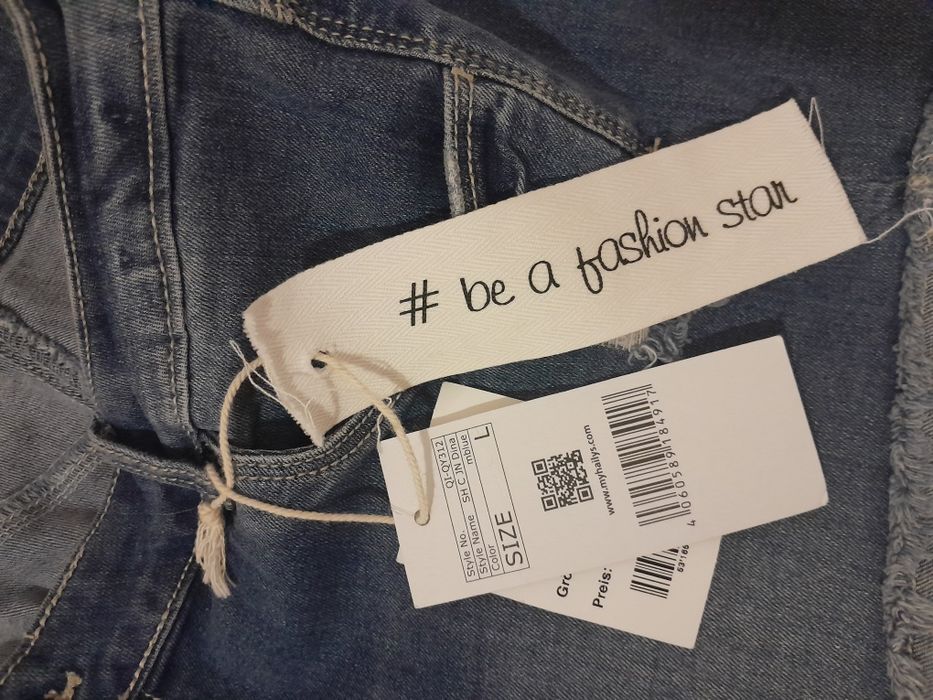 # be a fashion star
Style No. QJ-QY312
Style Name SH C JN Dina
Color mblue
SIZE L
www.myhailys.com
4 060589 184917
Preis: